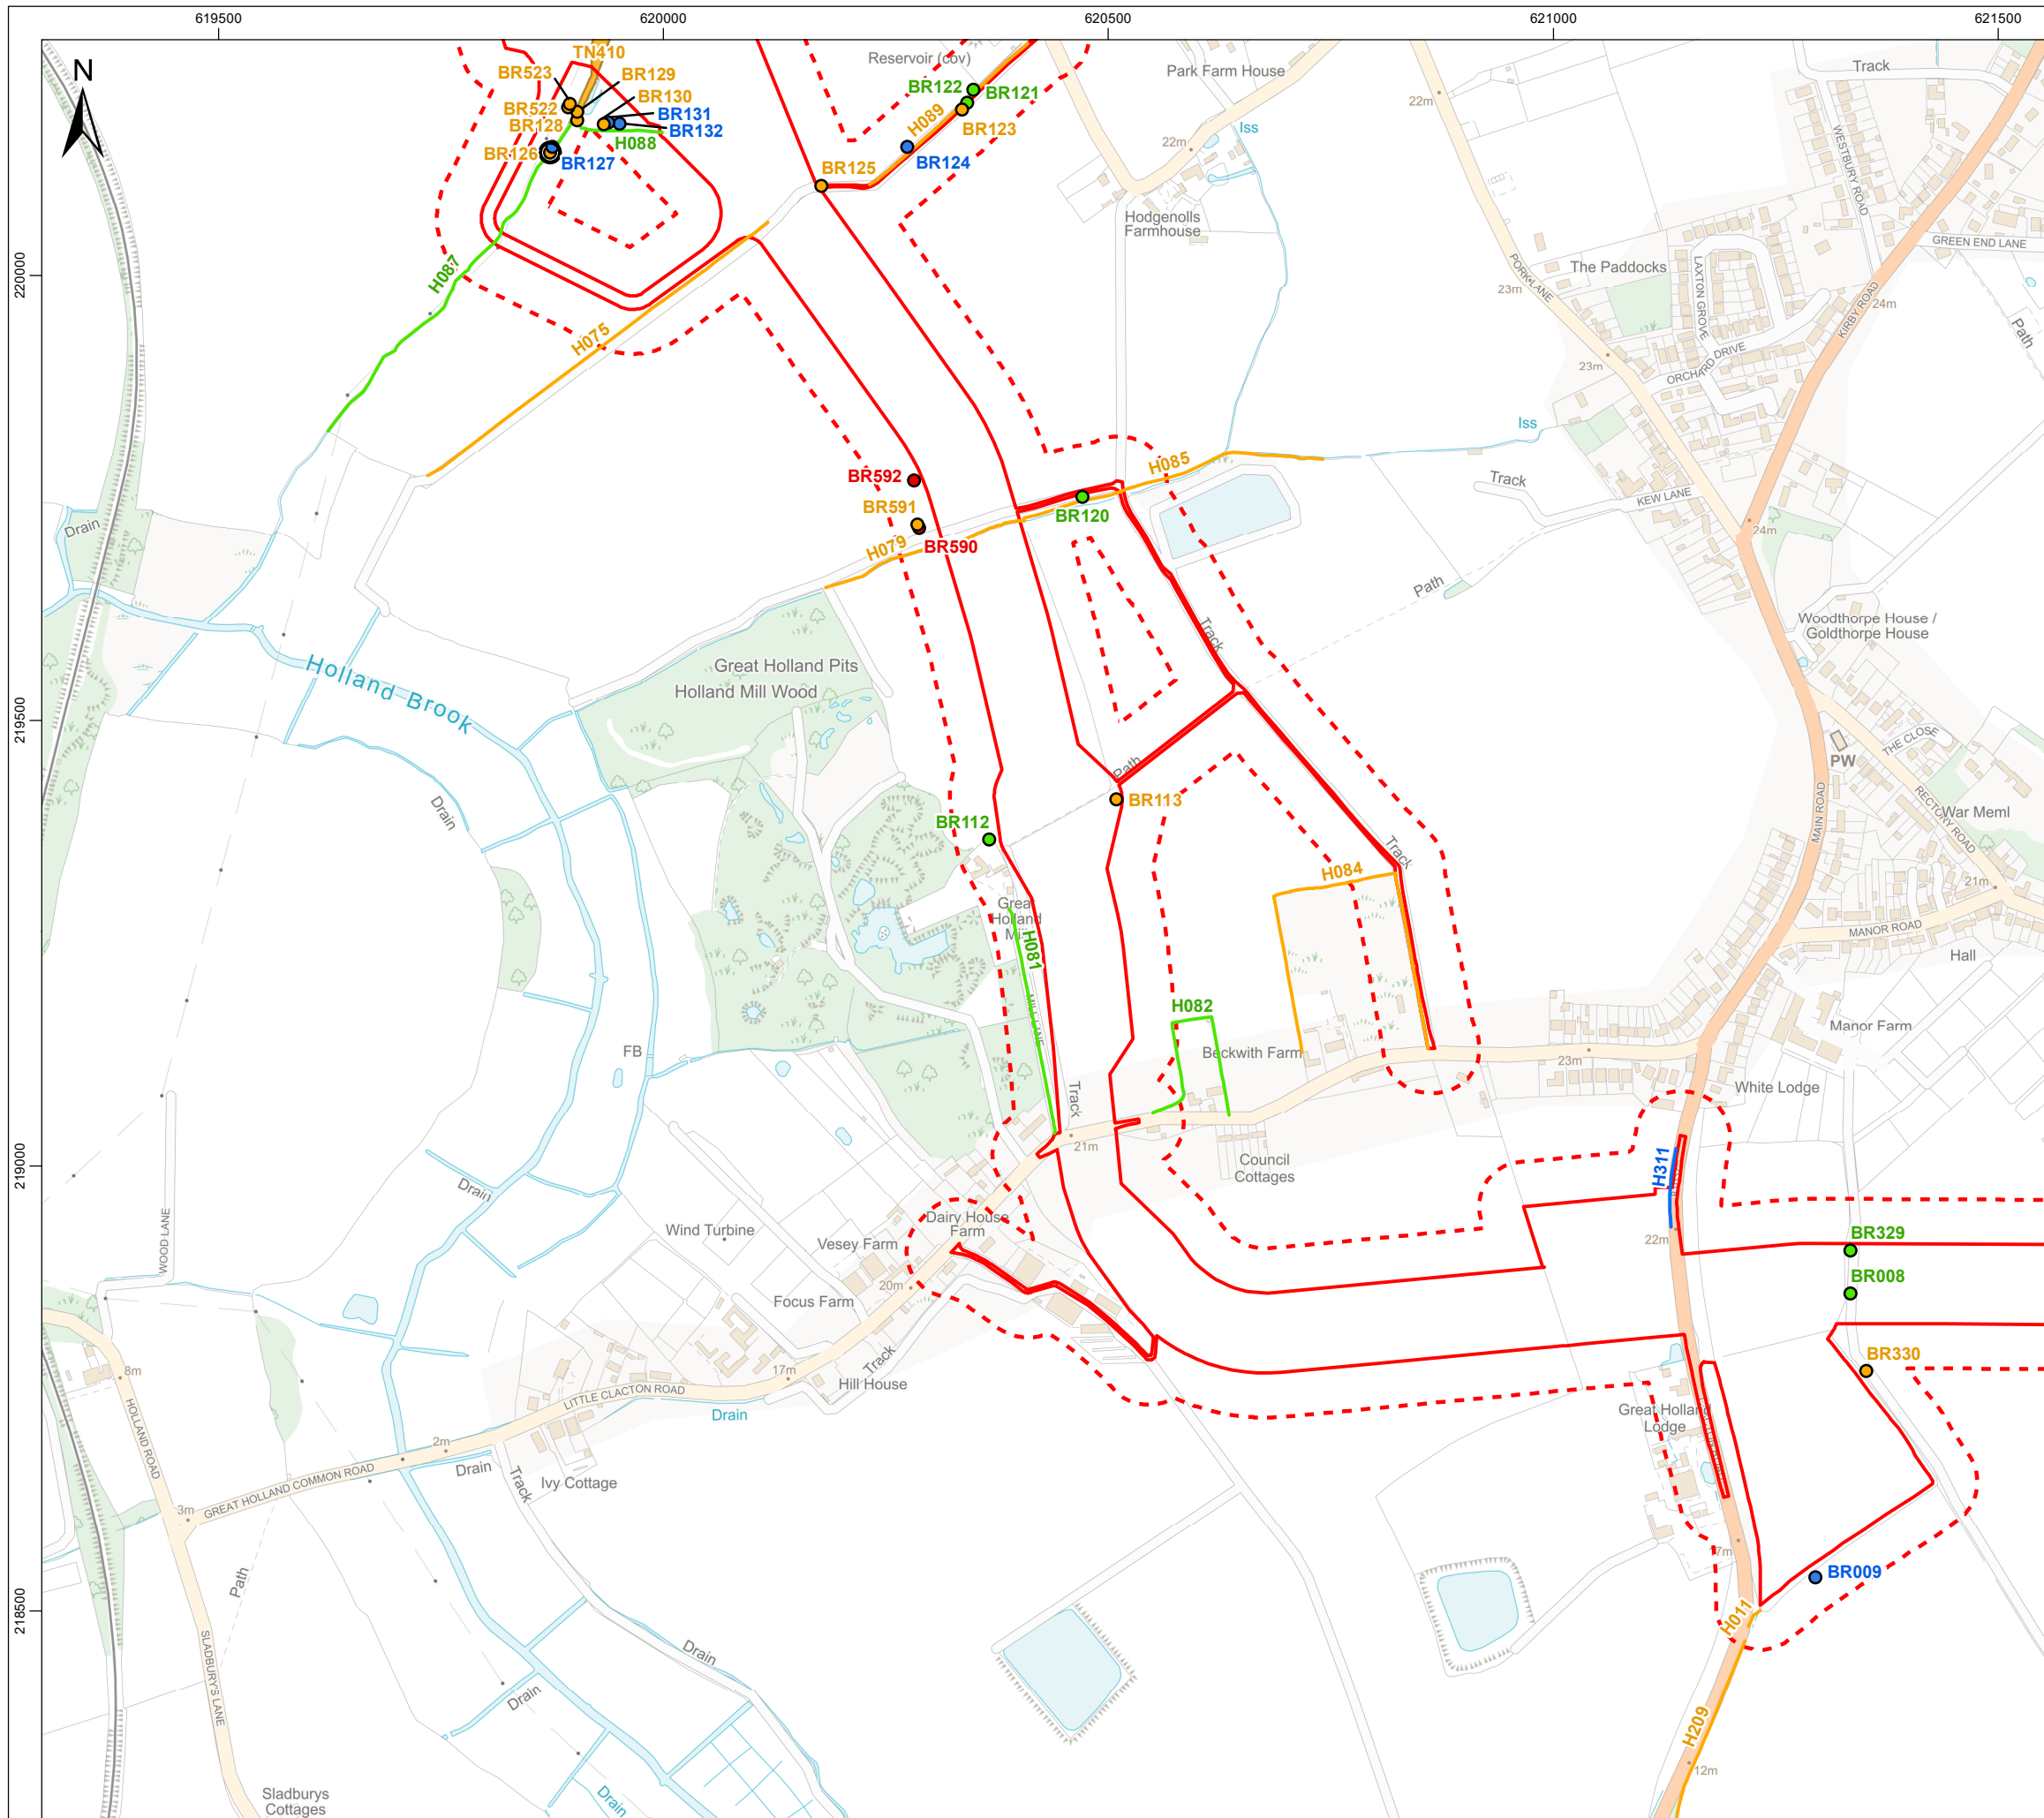 619500
620000
620500
621000
621500
N
TN410
BR523
BR129
BR130
BR522
BR131
BR128
BR132
H088
BR126
BR127
Reservoir (cov)
BR122
BR121
H089
BR123
BR124
BR125
Park Farm House
22m
22m
Iss
Hodgenolls
Farmhouse
Track
WESTBURY ROAD
GREEN END LANE
PORK LANE
The Paddocks
LAXTON GROVE
KIRBY ROAD
24m
23m
23m
ORCHARD DRIVE
Path
220000
H087
H075
Iss
H085
Track
KEW LANE
BR592
BR591
BR590
BR120
H079
24m
Drain
Path
Track
Woodthorpe House /
Goldthorpe House
Great Holland Pits
Holland Mill Wood
Holland Brook
219500
THE CLOSE
PW
RECTORY ROAD
War Meml
MAIN ROAD
Path
Drain
BR113
BR112
Track
H084
21m
Great
Holland
Mill
H081
MANOR ROAD
Hall
H082
Manor Farm
FB
Beckwith Farm
23m
White Lodge
Track
21m
Council
Cottages
219000
H311
Drain
Wind Turbine
Dairy House
Farm
Vesey Farm
WOOD LANE
22m
BR329
BR008
20m
Focus Farm
BR330
8m
17m
Track
Hill House
LITTLE CLACTON ROAD
Drain
Great Holland
Lodge
HOLLAND ROAD
2m
Drain
Track
Ivy Cottage
GREAT HOLLAND COMMON ROAD
3m
17m
BR009
Path
218500
H011
SLADBURY'S LANE
Drain
Drain
H209
12m
Sladburys
Cottages
Drain